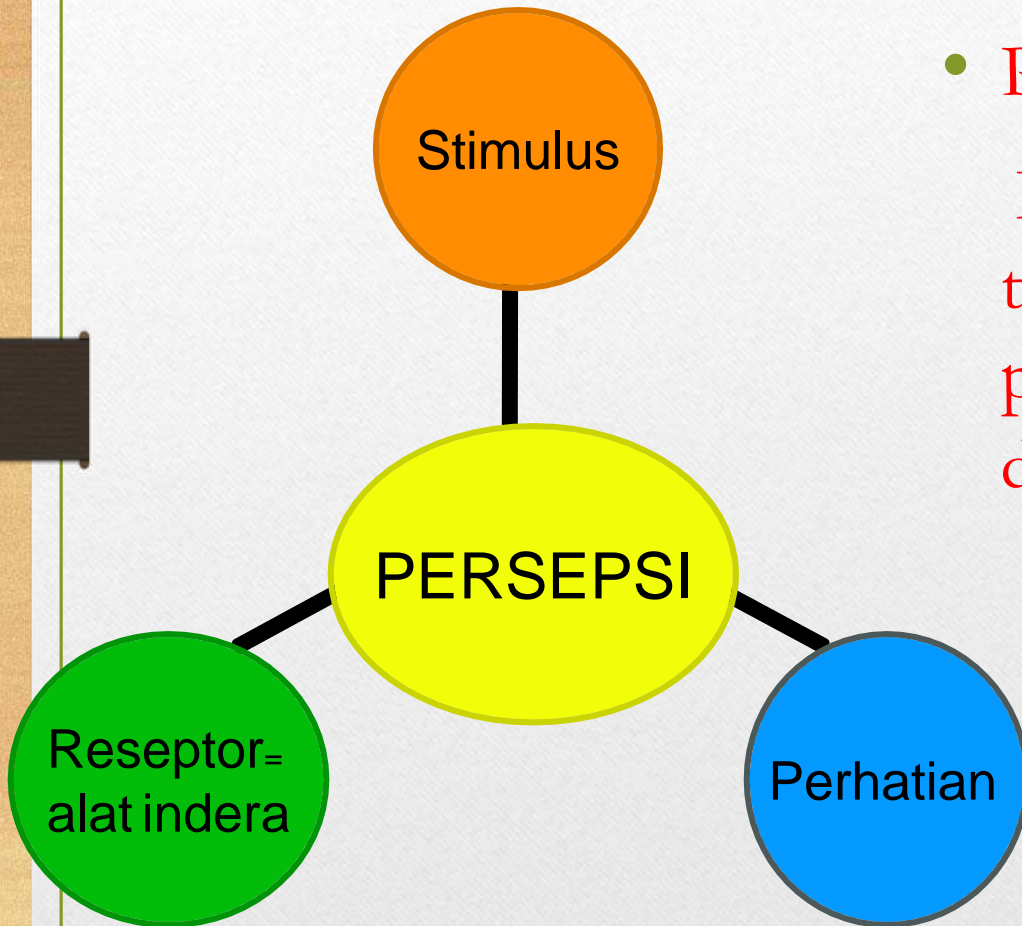 Stimulus
PERSEPSI
Reseptor=
alat indera
Perhatian